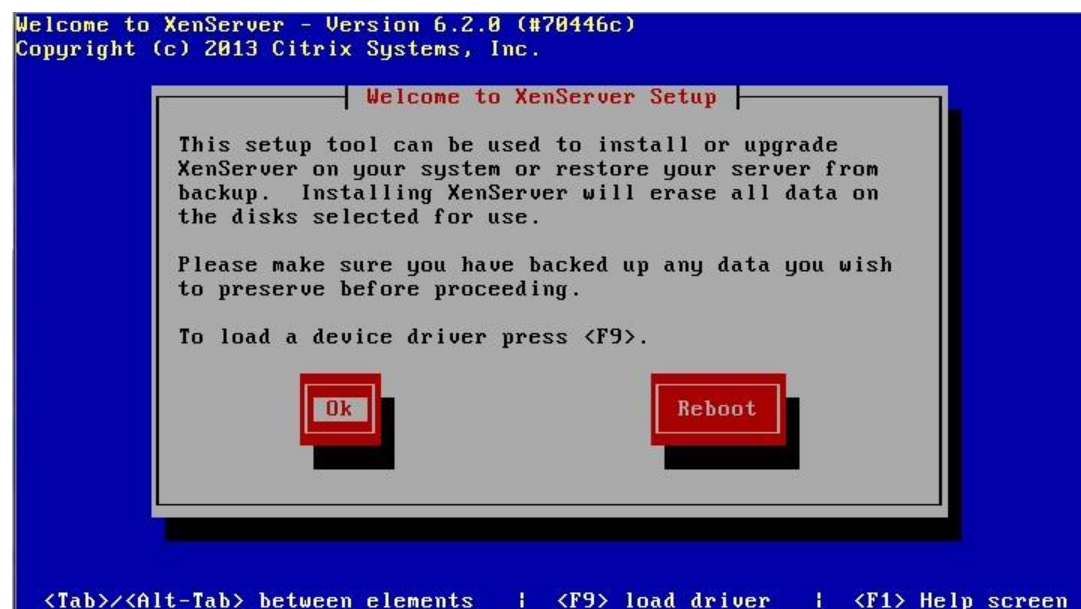 Welcome to XenServer - Version 6.2.0 (#70446c)
Copyright (c) 2013 Citrix Systems, Inc.
Welcome to XenServer Setup
This setup tool can be used to install or upgrade
XenServer on your system or restore your server from
backup.  Installing XenServer will erase all data on
the disks selected for use.
Please make sure you have backed up any data you wish
to preserve before proceeding.
To load a device driver press <F9>.
Ok Reboot
<Tab>/<Alt-Tab> between elements | <F9> load driver | <F1> Help screen